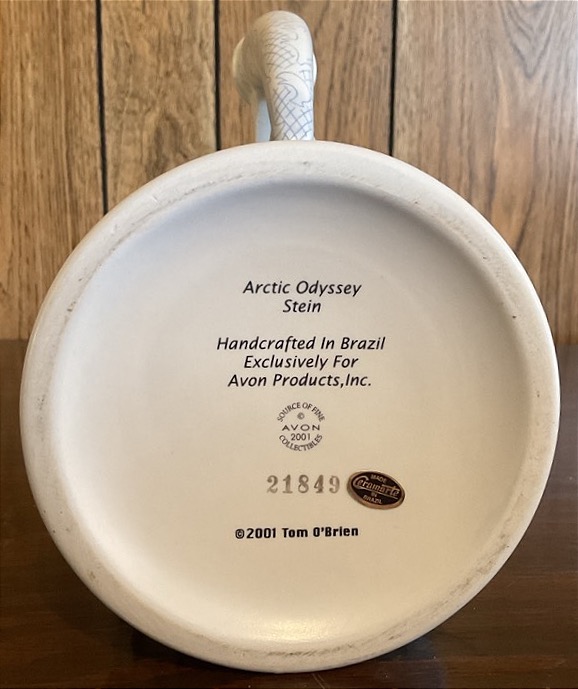 Arctic Odyssey
Stein
Handcrafted In Brazil
Exclusively For
Avon Products,Inc.
SOURCE OF FINE
©
AVON
2001
COLLECTIBLES
21849
MADE
Ceramarte
IN
BRAZIL
©2001 Tom O'Brien